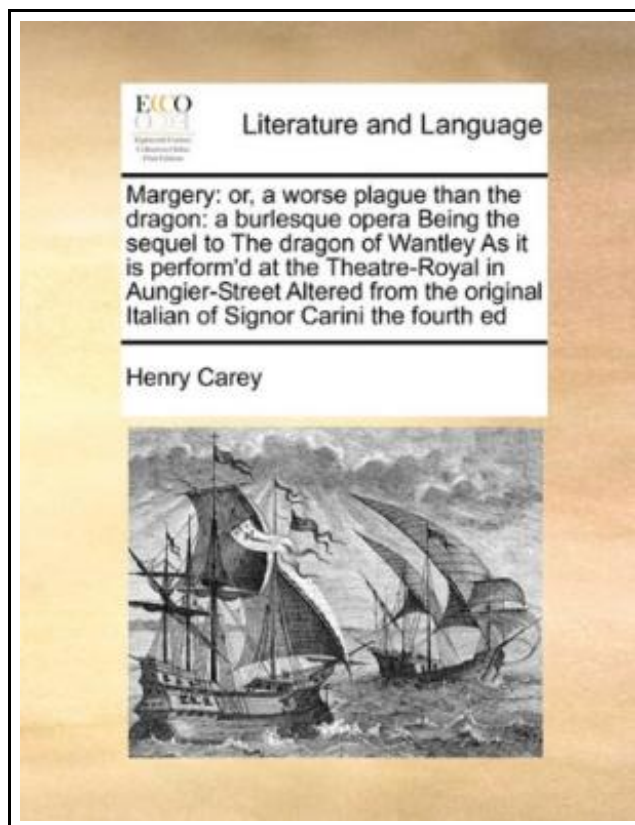 ECCO
Literature and Language
Margery: or, a worse plague than the
dragon: a burlesque opera Being the
sequel to The dragon of Wantley As it
is perform'd at the Theatre-Royal in
Aungier-Street Altered from the original
Italian of Signor Carini the fourth ed
Henry Carey